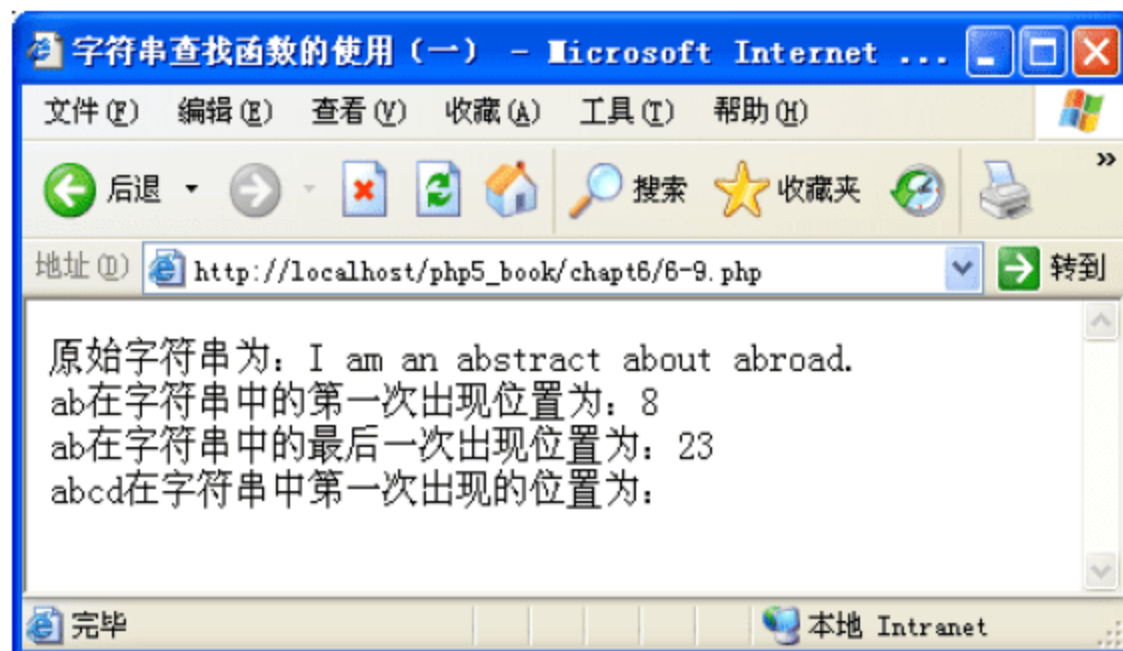 字符串查找函数的使用（一） - Microsoft Internet ...
文件(F) 编辑(E) 查看(V) 收藏(A) 工具(T) 帮助(H)
后退 搜索 收藏夹 »
地址(D) http://localhost/php5_book/chapt6/6-9.php 转到
原始字符串为：I am an abstract about abroad.
ab在字符串中的第一次出现位置为：8
ab在字符串中的最后一次出现位置为：23
abcd在字符串中第一次出现的位置为：
完毕 本地 Intranet